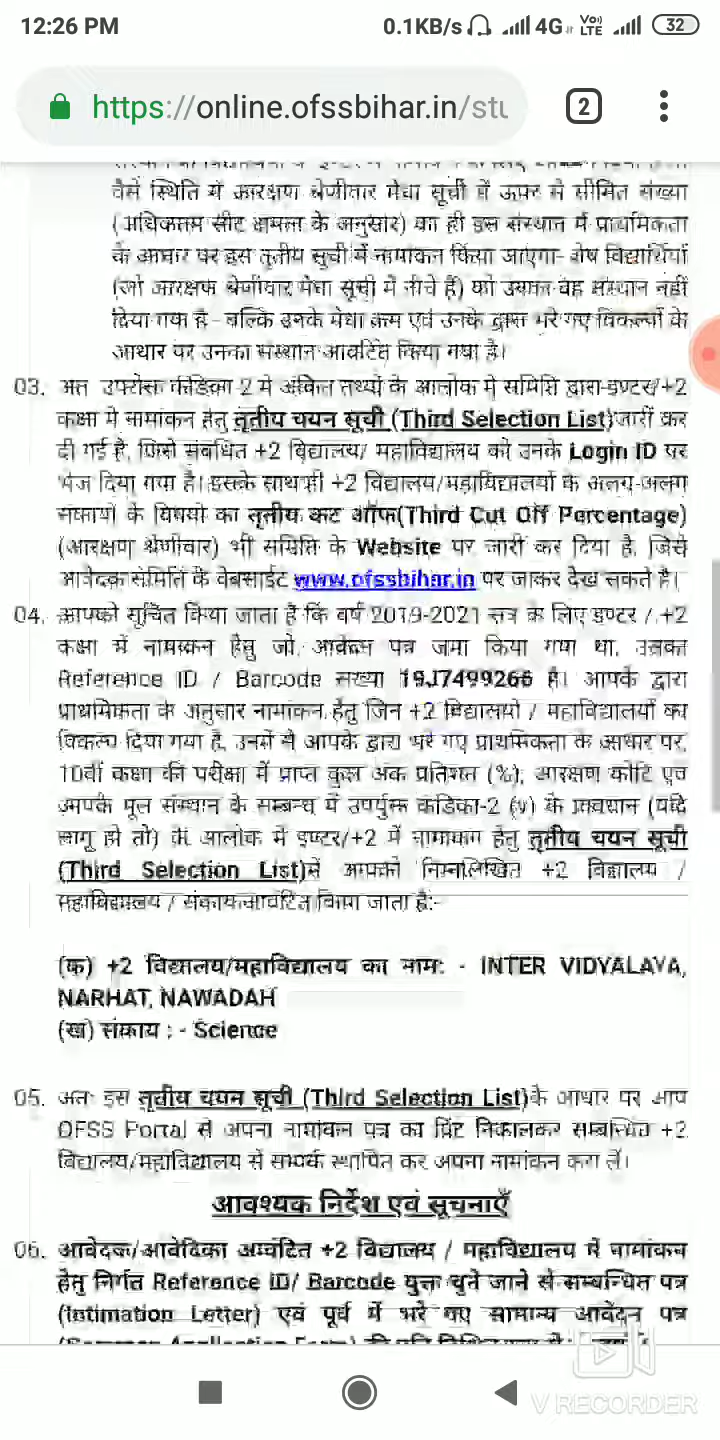 12:26 PM
0.1KB/s 4G VoLTE 32
https://online.ofssbihar.in/stu
2
वैसे स्थिति में आरक्षण श्रेणीवार मेधा सूची में ऊपर से सीमित संख्या
(अधिकतम सीट क्षमता के अनुसार) का ही इस संस्थान में प्राथमिकता
के आधार पर इस तृतीय सूची में नामांकन किया जाएगा- शेष विद्यार्थियों
(जो आरक्षण श्रेणीवार मेधा सूची में नीचे हैं) को उसका वह संस्थान नहीं
दिया गया है - बल्कि उनके मेधा क्रम एवं उनके द्वारा भरे गए विकल्पों के
आधार पर उनका संस्थान आवंटित किया गया है।
03. अतः उपरोक्त कंडिका 2 में अंकित तथ्यों के आलोक में समिति द्वारा इण्टर/+2
कक्षा में नामांकन हेतु तृतीय चयन सूची (Third Selection List) जारी कर
दी गई है, जिसे संबंधित +2 विद्यालय/ महाविद्यालय को उनके Login ID पर
भेज दिया गया है। इसके साथ ही +2 विद्यालय/महाविद्यालयों के अलग-अलग
संकायों के विषयों का तृतीय कट ऑफ(Third Cut Off Percentage)
(आरक्षण श्रेणीवार) भी समिति के Website पर जारी कर दिया है, जिसे
आवेदक समिति के वेबसाईट www.ofssbihar.in पर जाकर देख सकते है।
04. आपको सूचित किया जाता है कि वर्ष 2019-2021 सत्र के लिए इण्टर / +2
कक्षा में नामांकन हेतु जो आवेदन पत्र जमा किया गया था, उसका
Reference ID / Barcode संख्या 19J7499266 है। आपके द्वारा
प्राथमिकता के अनुसार नामांकन हेतु जिन +2 विद्यालयों / महाविद्यालयों का
विकल्प दिया गया है, उनमें से आपके द्वारा भरे गए प्राथमिकता के आधार पर,
10वीं कक्षा की परीक्षा में प्राप्त कुल अंक प्रतिशत (%), आरक्षण कोटि एवं
आपके मूल संस्थान के सम्बन्ध में उपर्युक्त कंडिका-2 (v) के प्रावधान (यदि
लागू हो तो) के आलोक में इण्टर/+2 में नामांकन हेतु तृतीय चयन सूची
(Third Selection List)में आपको निम्नलिखित +2 विद्यालय /
महाविद्यालय / संकाय आवंटित किया जाता है:-
(क) +2 विद्यालय/महाविद्यालय का नाम: - INTER VIDYALAYA,
NARHAT, NAWADAH
(ख) संकाय : - Science
05. अतः इस तृतीय चयन सूची (Third Selection List)के आधार पर आप
OFSS Portal से अपना नामांकन पत्र का प्रिंट निकालकर सम्बन्धित +2
विद्यालय/महाविद्यालय से सम्पर्क स्थापित कर अपना नामांकन करा लें।
आवश्यक निर्देश एवं सूचनाएँ
06. आवेदक/आवेदिका आवंटित +2 विद्यालय / महाविद्यालय में नामांकन
हेतु निर्गत Reference ID/ Barcode युक्त चुने जाने से सम्बन्धित पत्र
(Intimation Letter) एवं पूर्व में भरे गए सामान्य आवेदन पत्र
V RECORDER